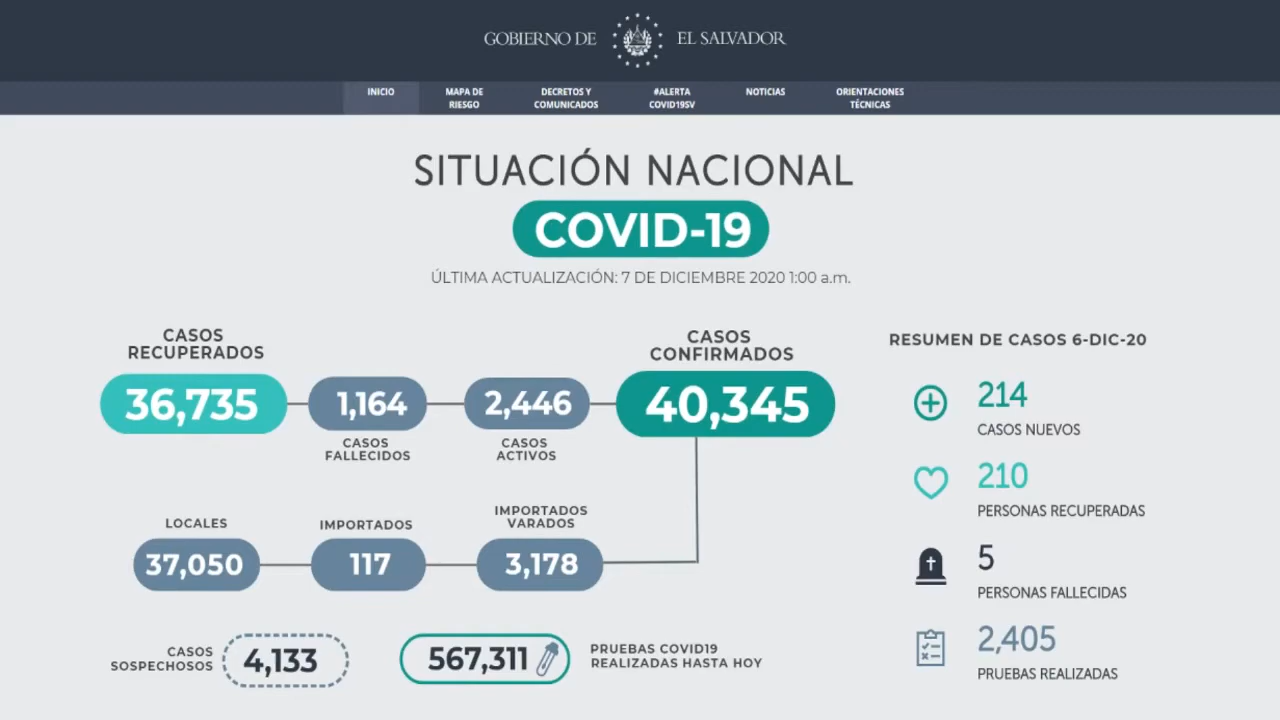 GOBIERNO DE EL SALVADOR
INICIO
MAPA DE
RIESGO
DECRETOS Y
COMUNICADOS
#ALERTA
COVID19SV
NOTICIAS
ORIENTACIONES
TÉCNICAS
SITUACIÓN NACIONAL
COVID-19
ÚLTIMA ACTUALIZACIÓN: 7 DE DICIEMBRE 2020 1:00 a.m.
CASOS
RECUPERADOS
36,735
1,164
CASOS
FALLECIDOS
2,446
CASOS
ACTIVOS
CASOS
CONFIRMADOS
40,345
LOCALES
37,050
IMPORTADOS
117
IMPORTADOS
VARADOS
3,178
CASOS
SOSPECHOSOS
4,133
567,311
PRUEBAS COVID19
REALIZADAS HASTA HOY
RESUMEN DE CASOS 6-DIC-20
214
CASOS NUEVOS
210
PERSONAS RECUPERADAS
5
PERSONAS FALLECIDAS
2,405
PRUEBAS REALIZADAS